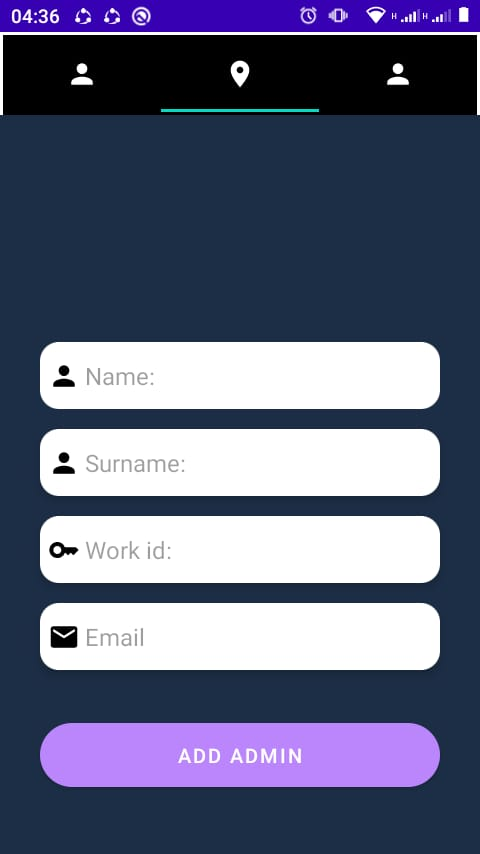 04:36
H H
Name:
Surname:
Work id:
Email
ADD ADMIN